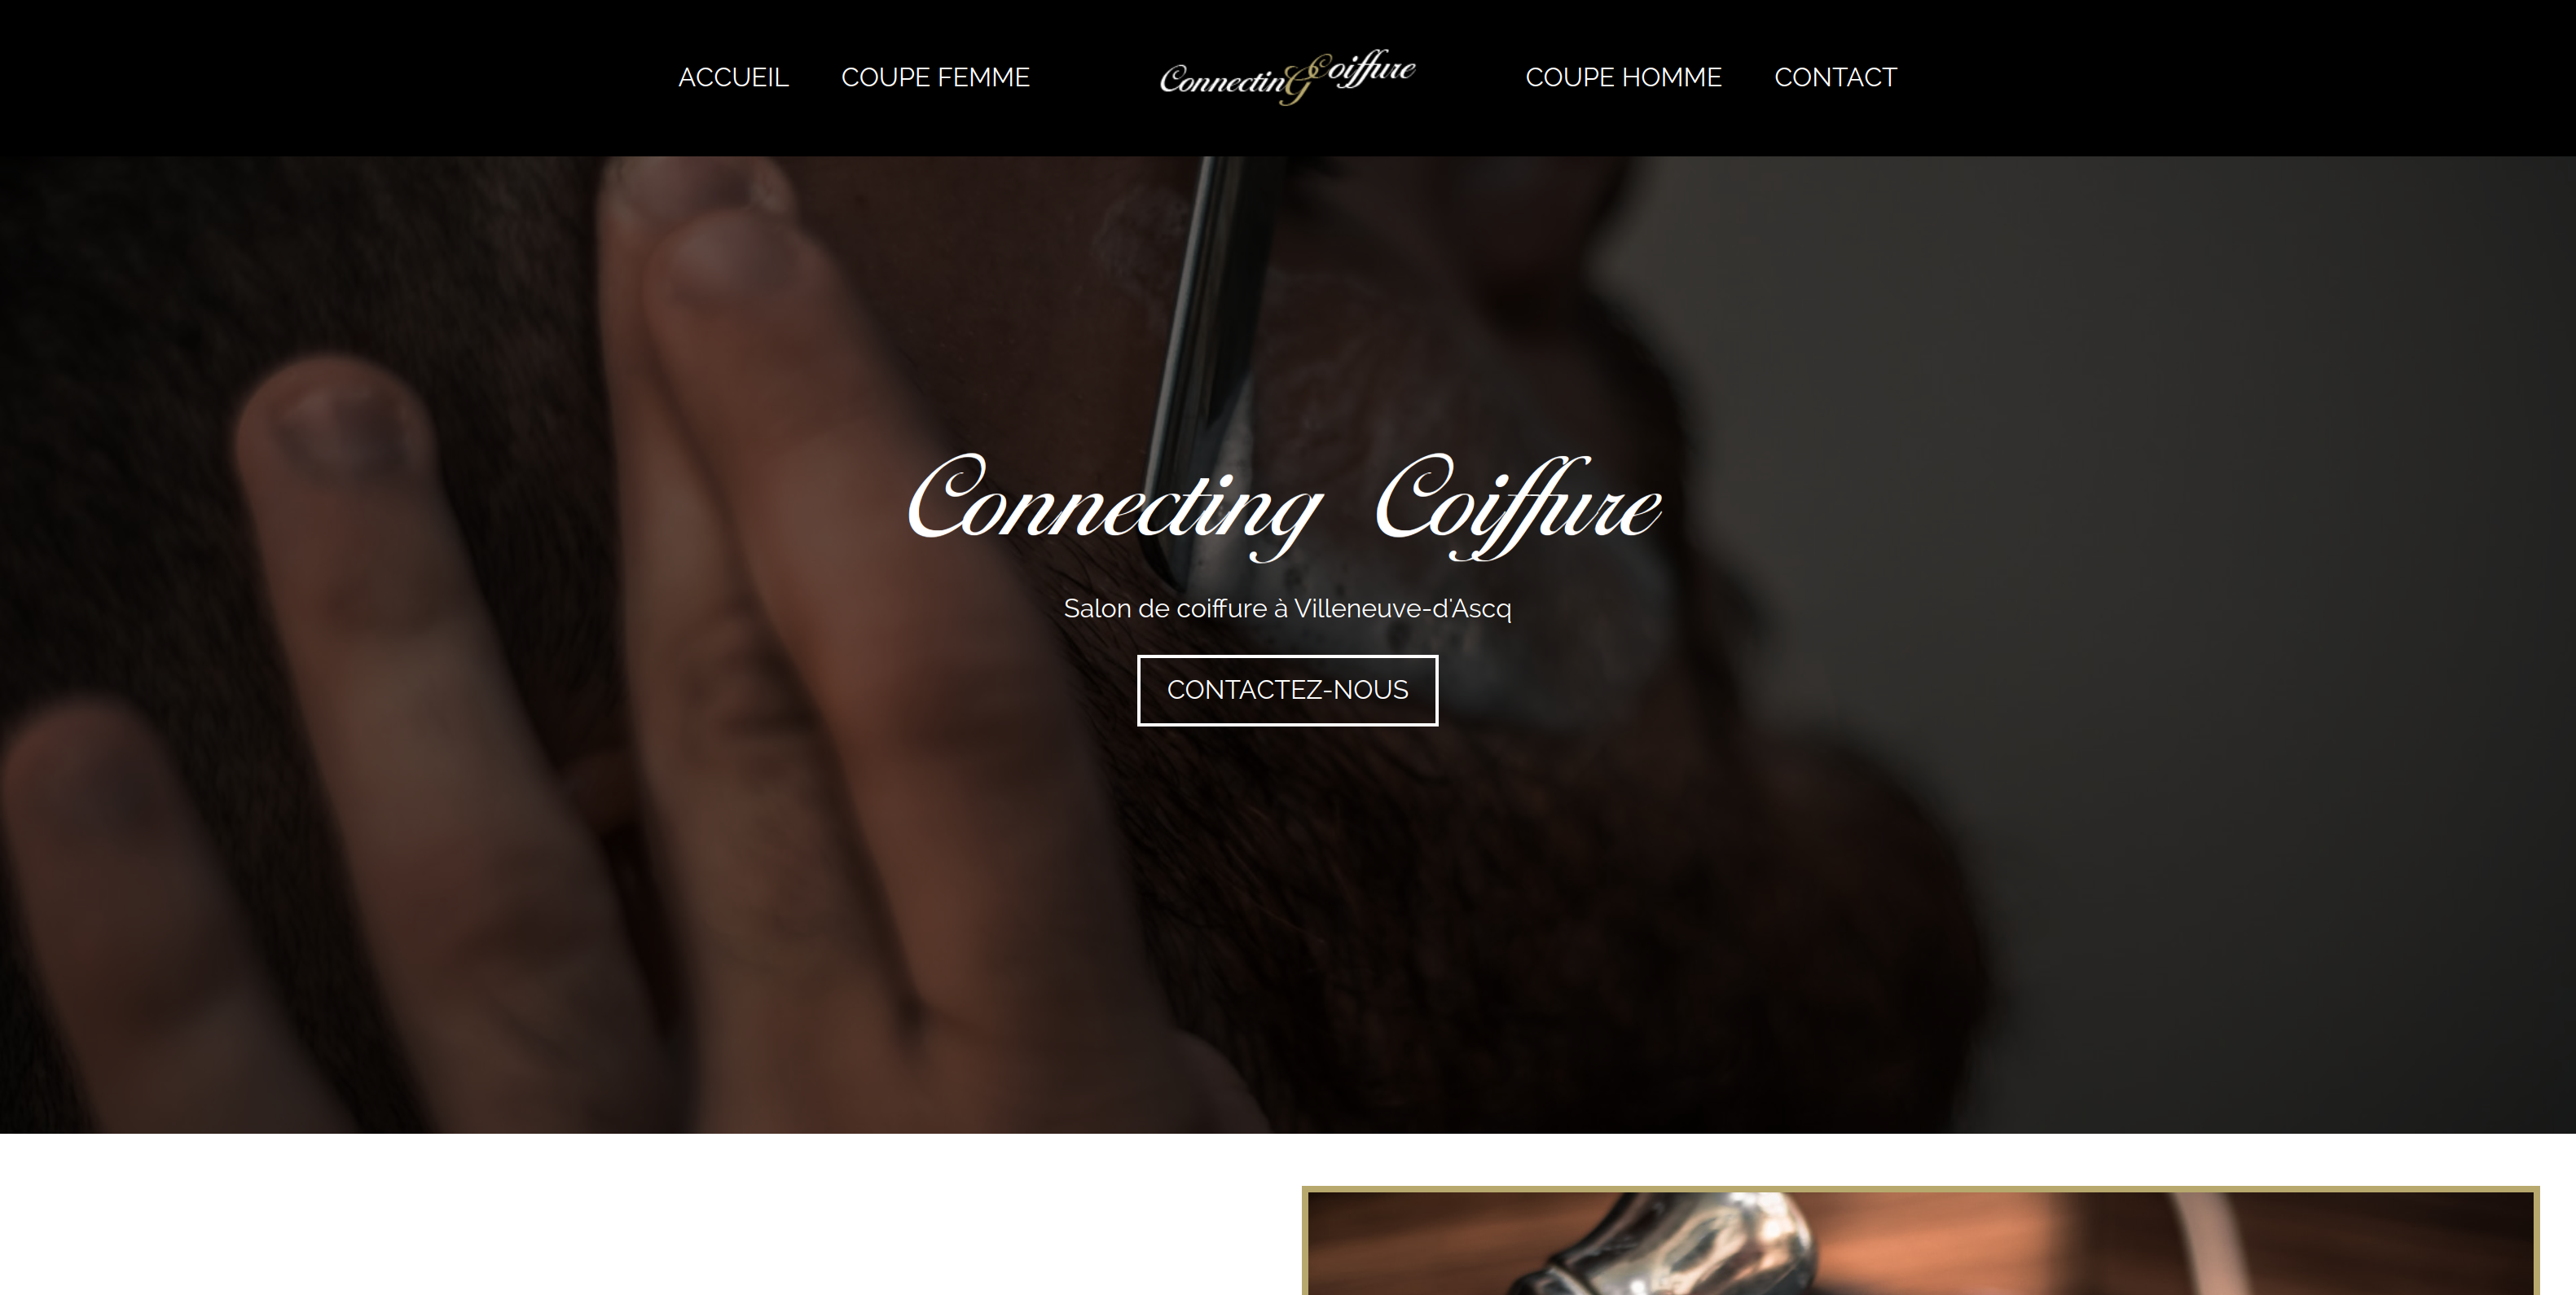 ACCUEIL COUPE FEMME ConnectinG Coiffure COUPE HOMME CONTACT
Connecting Coiffure
Salon de coiffure à Villeneuve-d'Ascq
CONTACTEZ-NOUS